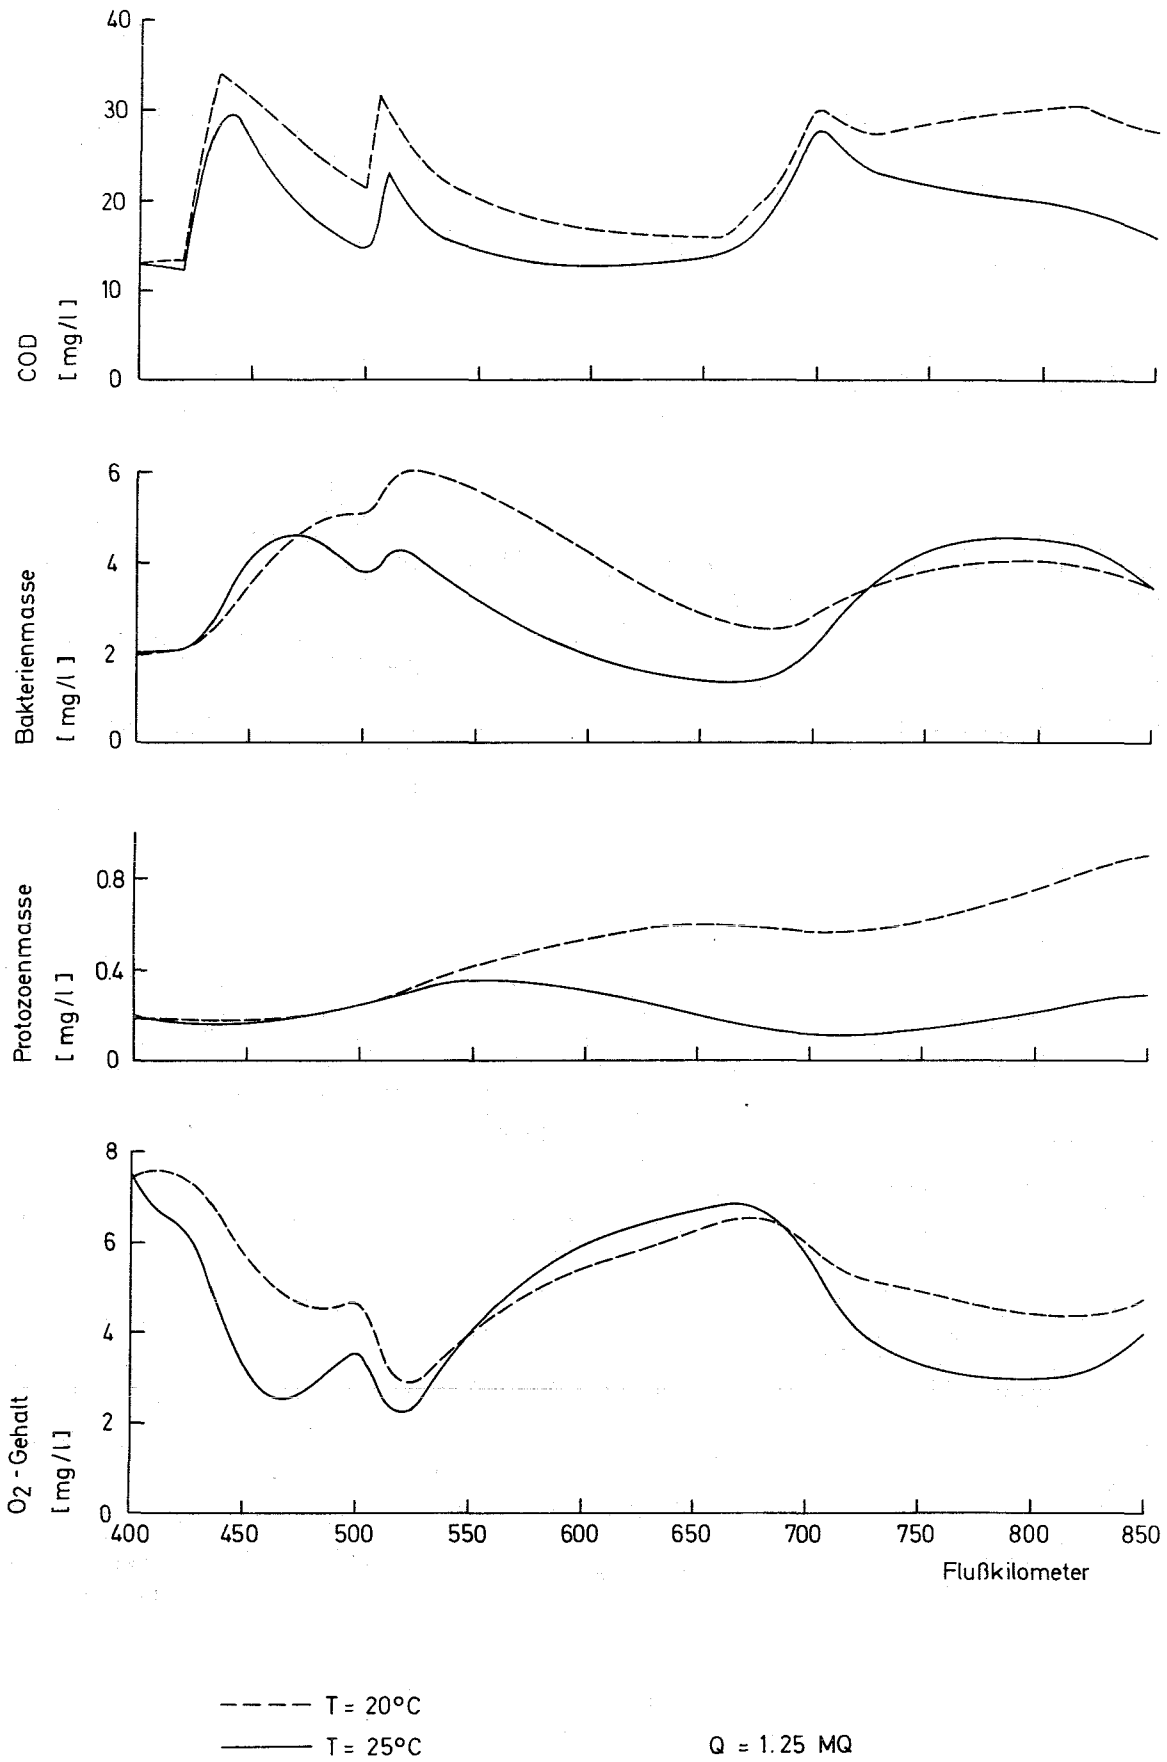 40
30
20
10
0
COD
[mg/l]
6
4
2
0
Bakterienmasse
[mg/l]
0.8
0.4
0
Protozoenmasse
[mg/l]
8
6
4
2
0
O2-Gehalt
[mg/l]
400 450 500 550 600 650 700 750 800 850
Flußkilometer
T = 20°C
T = 25°C
Q = 1.25 MQ